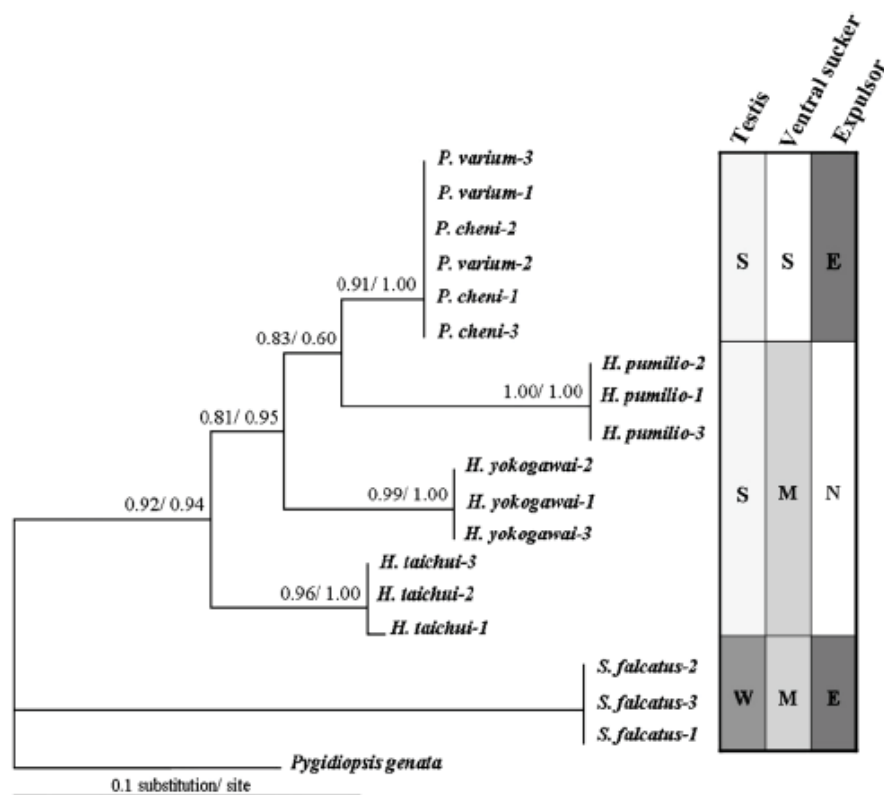 Testis
Ventral sucker
Expulsor
P. varium-3
P. varium-1
P. cheni-2
P. varium-2
P. cheni-1
P. cheni-3
0.91/ 1.00
S S E
0.83/ 0.60
H. pumilio-2
H. pumilio-1
H. pumilio-3
1.00/ 1.00
0.81/ 0.95
H. yokogawai-2
H. yokogawai-1
H. yokogawai-3
0.99/ 1.00
S M N
0.92/ 0.94
H. taichui-3
H. taichui-2
H. taichui-1
0.96/ 1.00
S. falcatus-2
S. falcatus-3
S. falcatus-1
W M E
Pygidiopsis genata
0.1 substitution/ site